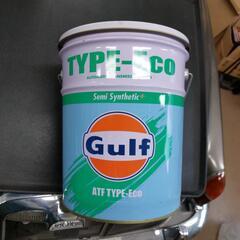 TYPE-Eco
Semi Synthetic+
Gulf
ATF TYPE-Eco